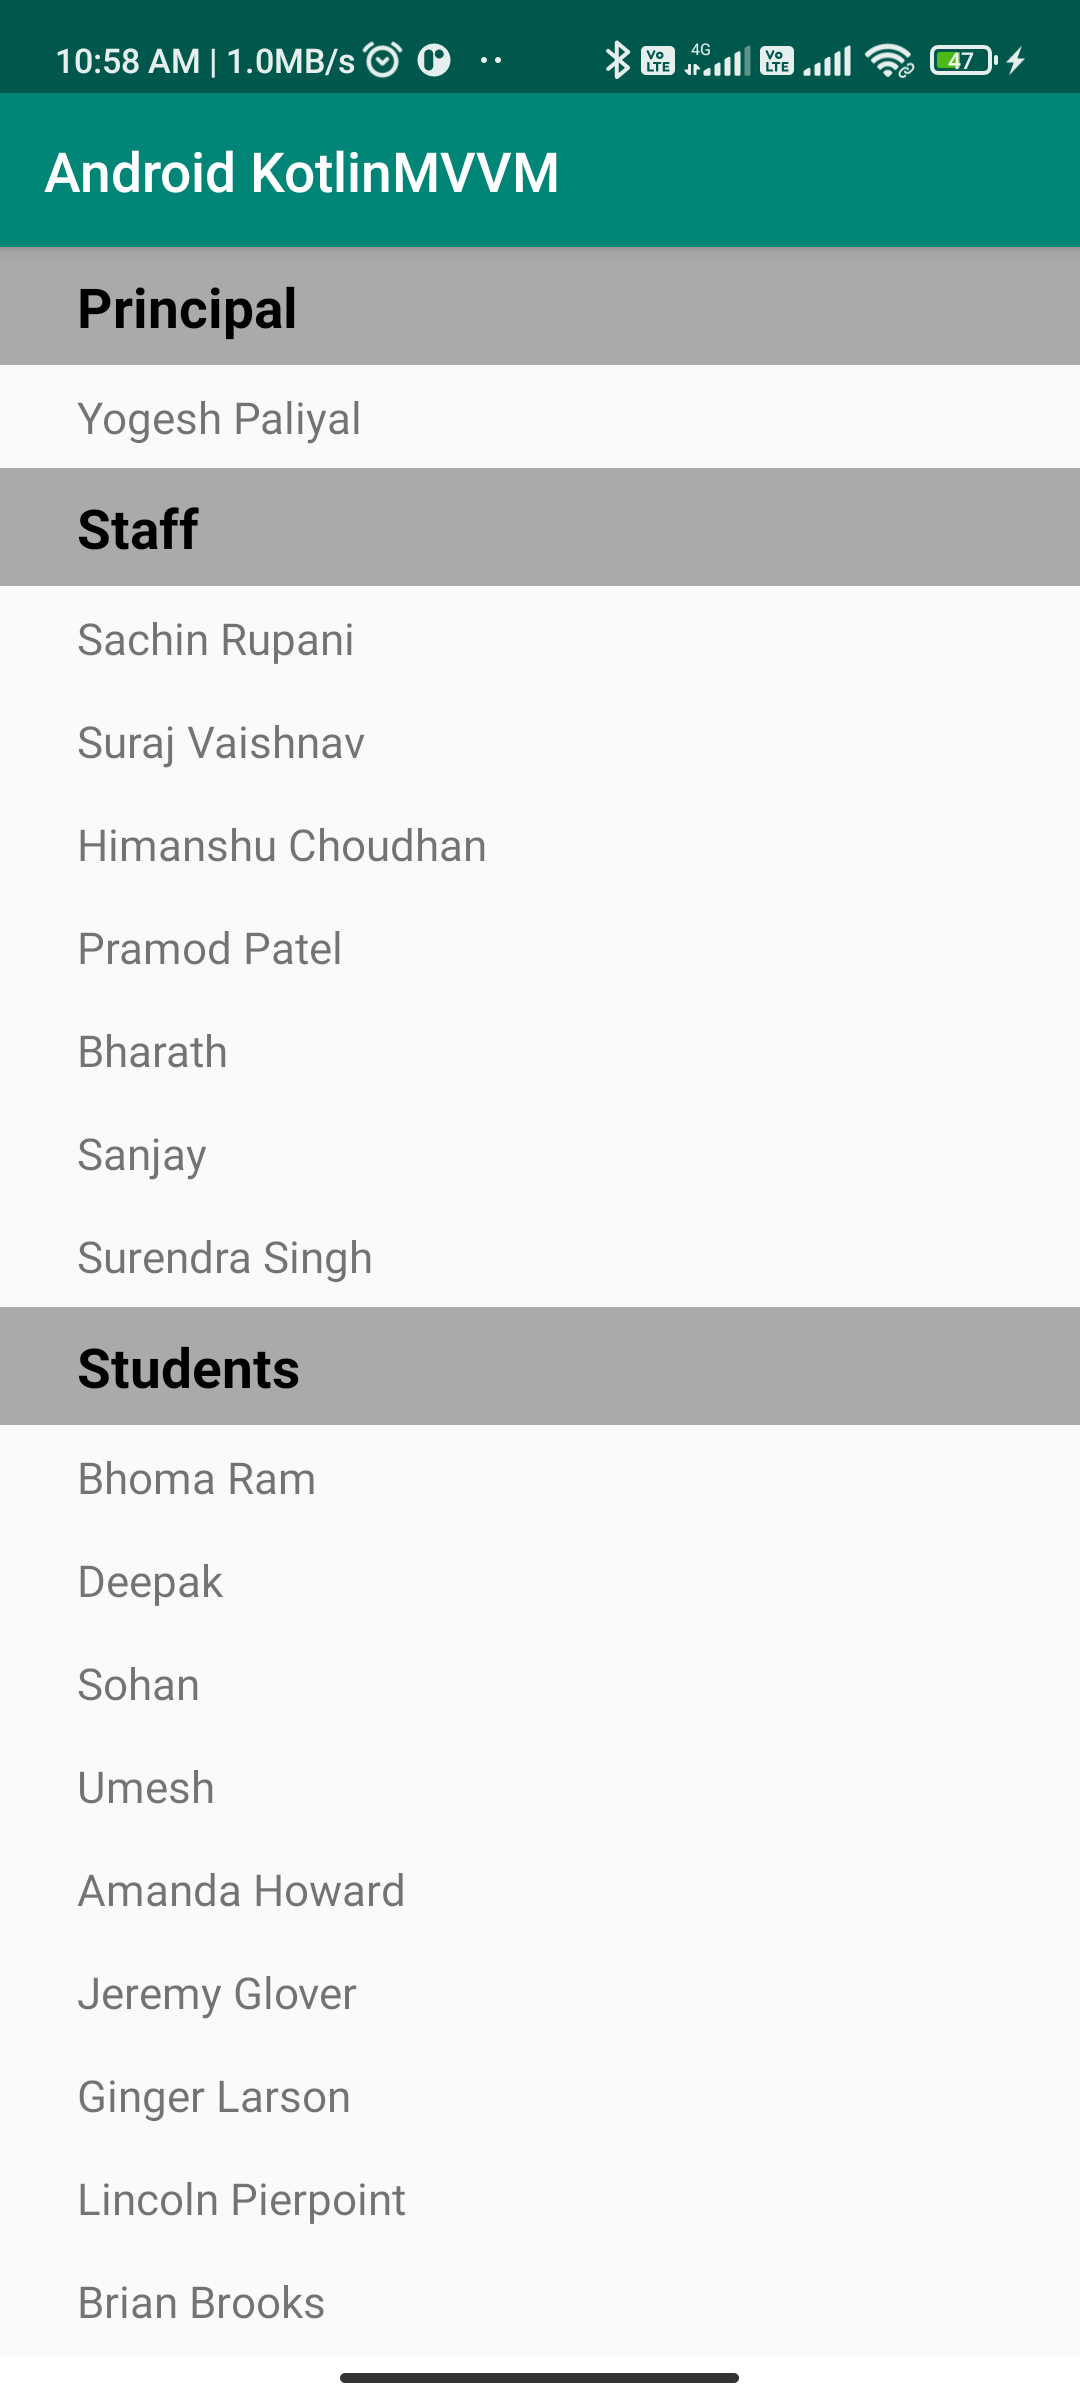 10:58 AM | 1.0MB/s Vo LTE 4G Vo LTE 47
Android KotlinMVVM
Principal
Yogesh Paliyal
Staff
Sachin Rupani
Suraj Vaishnav
Himanshu Choudhan
Pramod Patel
Bharath
Sanjay
Surendra Singh
Students
Bhoma Ram
Deepak
Sohan
Umesh
Amanda Howard
Jeremy Glover
Ginger Larson
Lincoln Pierpoint
Brian Brooks